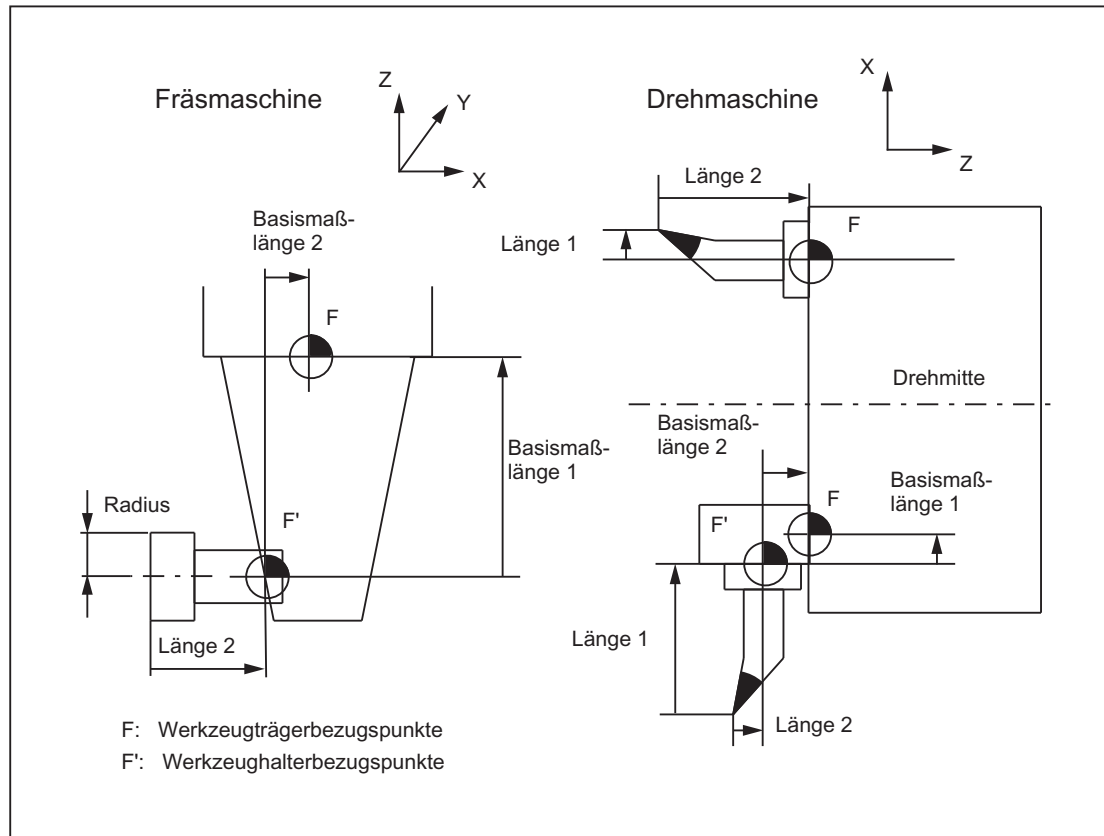 Fräsmaschine
Z
Y
X
Basismaß-
länge 2
F
Basismaß-
länge 1
Radius
F'
Länge 2
F: Werkzeugträgerbezugspunkte
F': Werkzeughalterbezugspunkte
Drehmaschine
X
Z
Länge 2
Länge 1
F
Drehmitte
Basismaß-
länge 2
Basismaß-
länge 1
F
F'
Länge 1
Länge 2